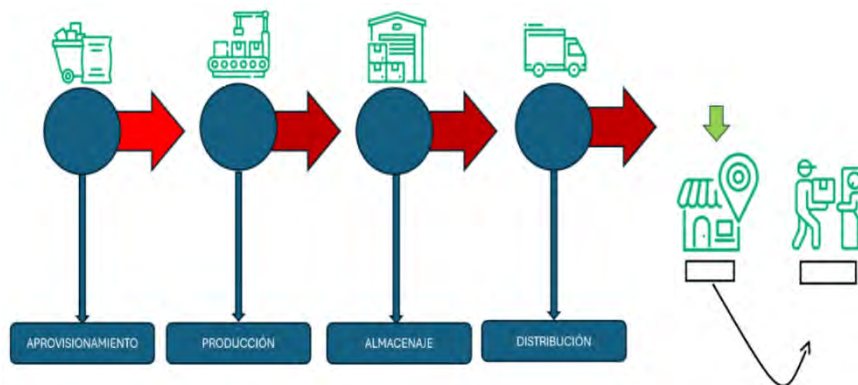 APROVISIONAMIENTO
PRODUCCIÓN
ALMACENAJE
DISTRIBUCIÓN